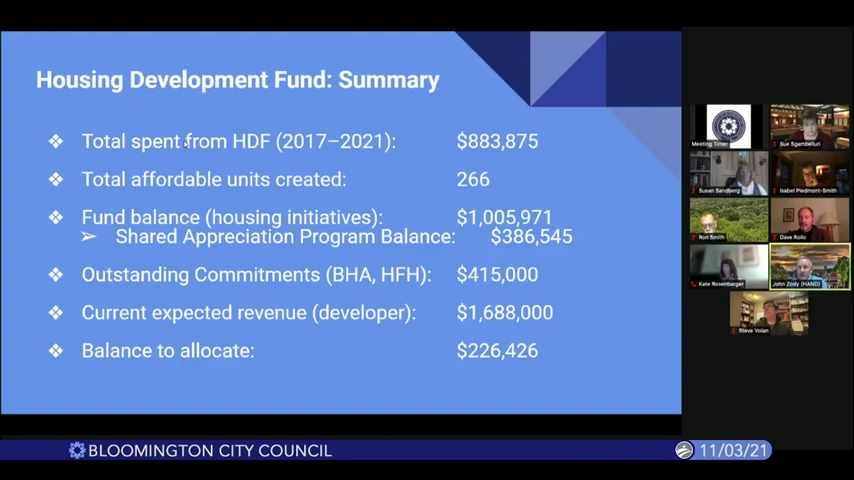 Housing Development Fund: Summary
❖ Total spent from HDF (2017–2021): $883,875
❖ Total affordable units created: 266
❖ Fund balance (housing initiatives): $1,005,971
➢ Shared Appreciation Program Balance: $386,545
❖ Outstanding Commitments (BHA, HFH): $415,000
❖ Current expected revenue (developer): $1,688,000
❖ Balance to allocate: $226,426
Meeting Timer
Sue Sgambelluri
Susan Sandberg
Isabel Piedmont-Smith
Ron Smith
Dave Rollo
Kate Rosenbarger
John Zody (HAND)
Steve Volan
BLOOMINGTON CITY COUNCIL
11/03/21